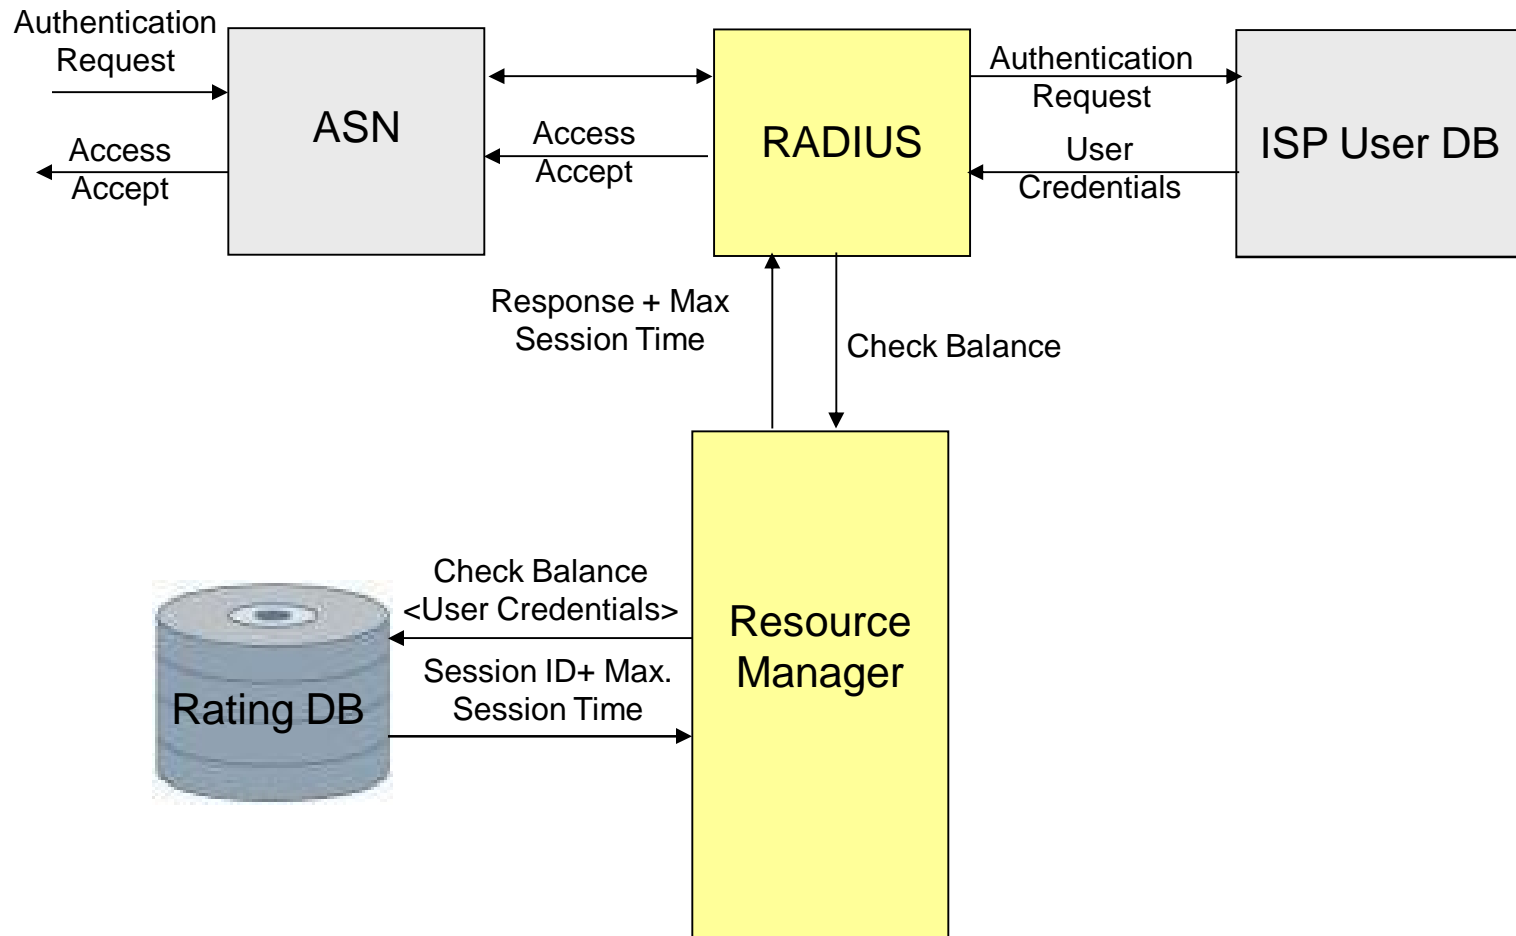 Authentication
Request
Access
Accept
ASN
Access
Accept
RADIUS
Authentication
Request
User
Credentials
ISP User DB
Response + Max
Session Time
Check Balance
Check Balance
<User Credentials>
Session ID+ Max.
Session Time
Rating DB
Resource
Manager